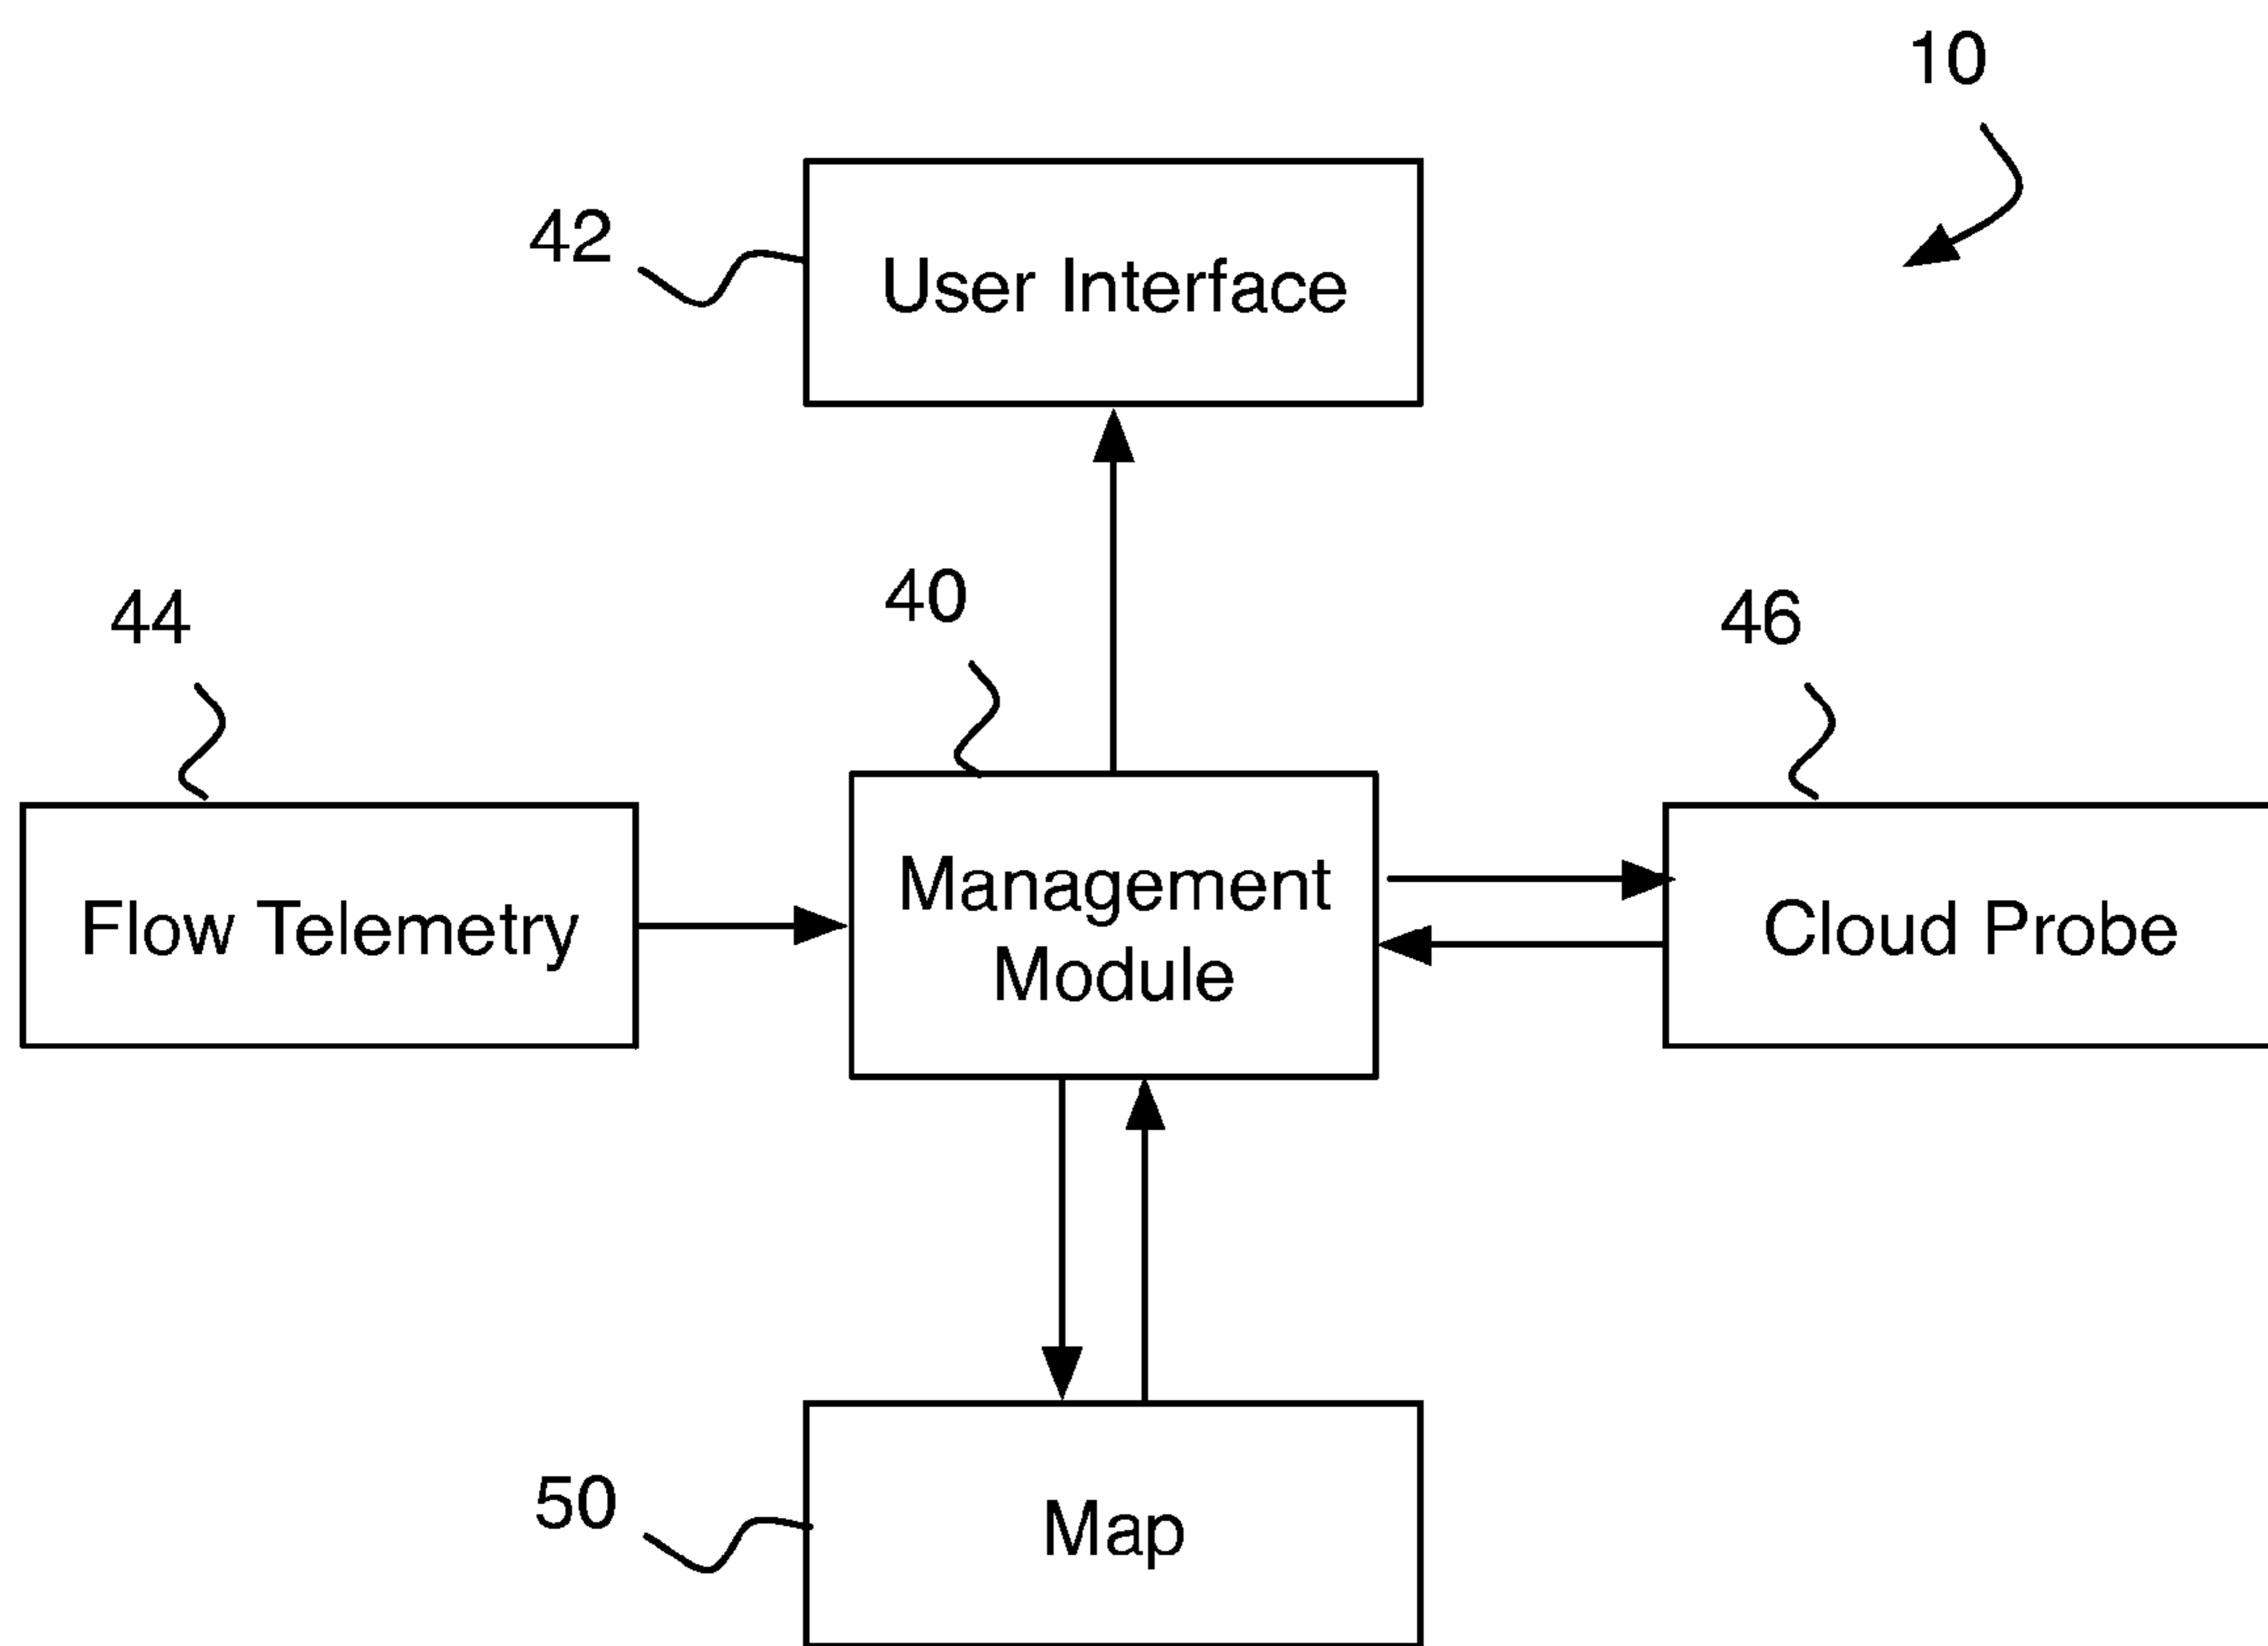 10
42
User Interface
44
40
46
Flow Telemetry
Management
Module
Cloud Probe
50
Map